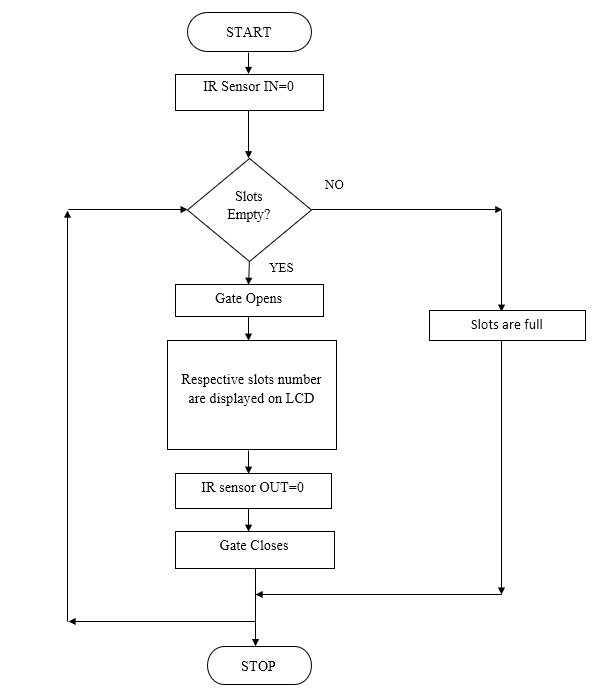 START
IR Sensor IN=0
Slots
Empty?
NO
YES
Gate Opens
Slots are full
Respective slots number
are displayed on LCD
IR sensor OUT=0
Gate Closes
STOP